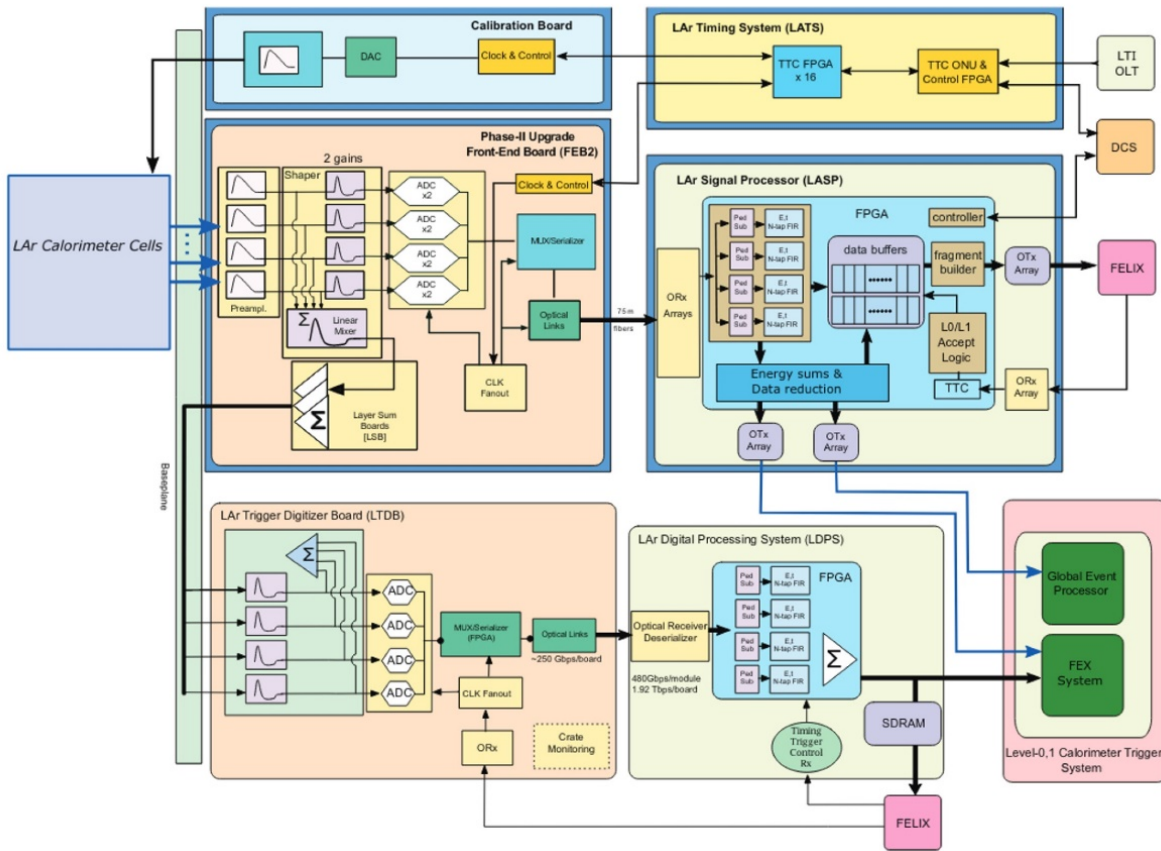 Calibration Board
DAC
Clock & Control
LAr Timing System (LATS)
TTC FPGA
x 16
TTC ONU &
Control FPGA
LTI
OLT
DCS
Phase-II Upgrade
Front-End Board (FEB2)
2 gains
Shaper
Preampl.
ADC
x2
ADC
x2
ADC
x2
ADC
x2
Σ
Linear
Mixer
Clock & Control
MUX/Serializer
Optical
Links
CLK
Fanout
Σ
Layer Sum
Boards
[LSB]
LAr Calorimeter Cells
Baseplane
75m
fibers
LAr Signal Processor (LASP)
ORx
Arrays
FPGA
Ped
Sub
E,t
N-tap FIR
Ped
Sub
E,t
N-tap FIR
Ped
Sub
E,t
N-tap FIR
Ped
Sub
E,t
N-tap FIR
data buffers
controller
fragment
builder
OTx
Array
FELIX
L0/L1
Accept
Logic
TTC
ORx
Array
Energy sums &
Data reduction
OTx
Array
OTx
Array
LAr Trigger Digitizer Board (LTDB)
Σ
ADC
ADC
ADC
ADC
MUX/Serializer
(FPGA)
Optical Links
~250 Gbps/board
CLK Fanout
ORx
Crate
Monitoring
LAr Digital Processing System (LDPS)
Optical Receiver
Deserializer
480Gbps/module
1.92 Tbps/board
FPGA
Ped
Sub
E,t
N-tap FIR
Ped
Sub
E,t
N-tap FIR
Ped
Sub
E,t
N-tap FIR
Ped
Sub
E,t
N-tap FIR
Σ
Timing
Trigger
Control
Rx
SDRAM
FELIX
Global Event
Processor
FEX
System
Level-0,1 Calorimeter Trigger
System